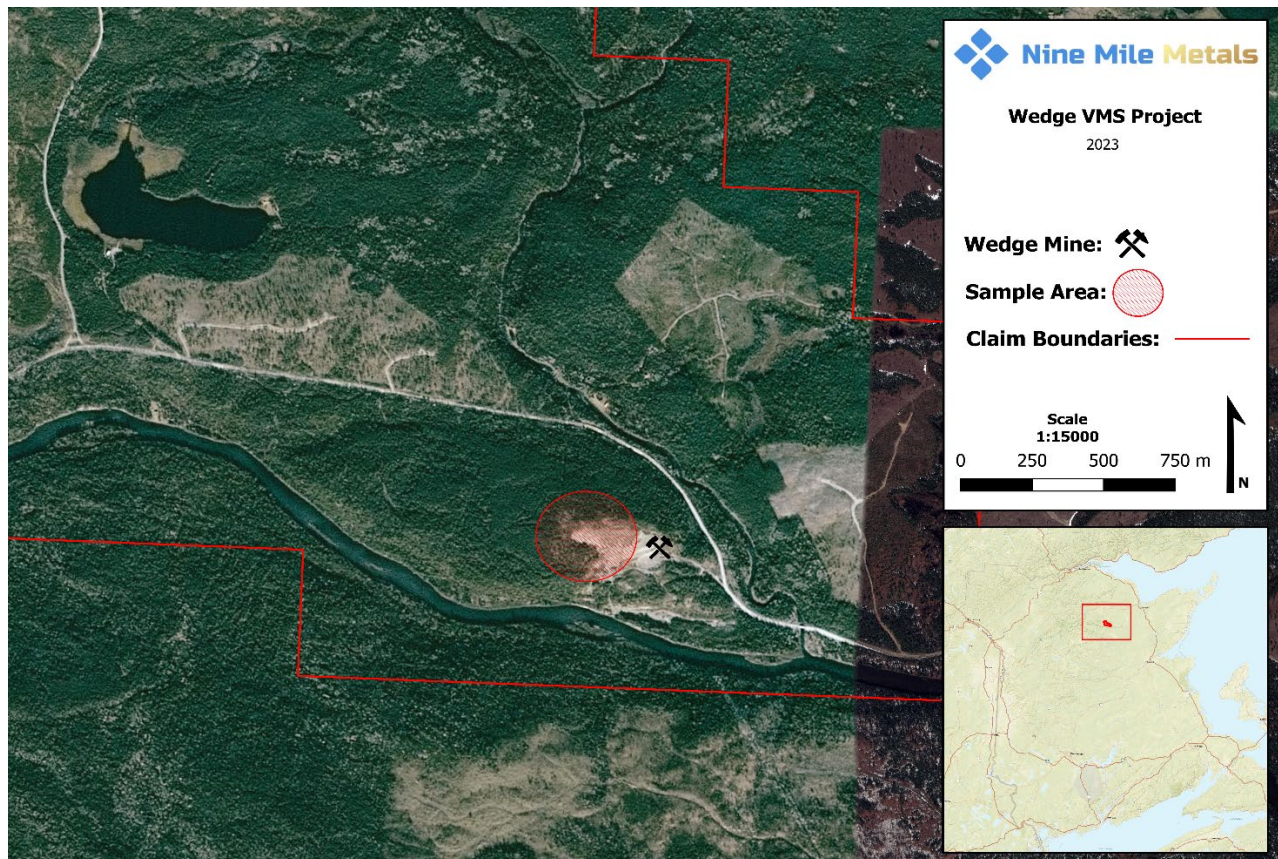 Nine Mile Metals
Wedge VMS Project
2023
Wedge Mine:
Sample Area:
Claim Boundaries:
Scale
1:15000
0 250 500 750 m
N